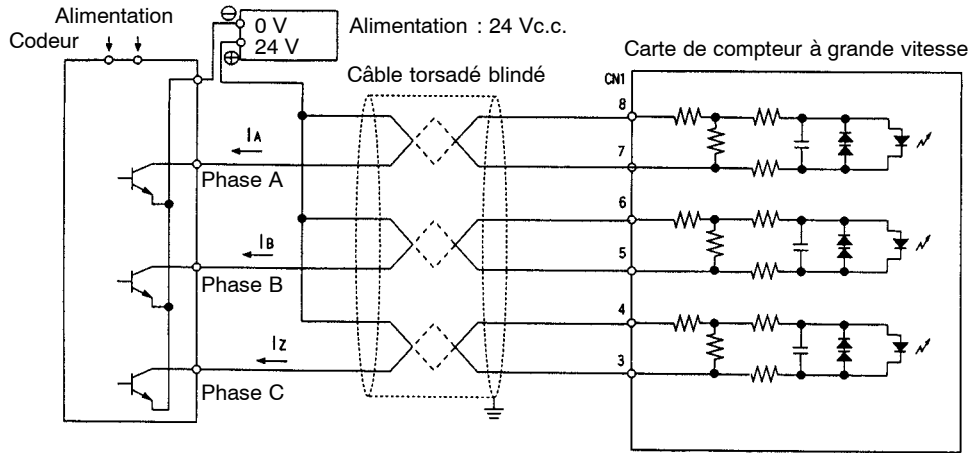 Alimentation
Codeur
⊖
0 V
24 V
⊕
Alimentation : 24 Vc.c.
Câble torsadé blindé
Carte de compteur à grande vitesse
CN1
8
7
6
5
4
3
IA
Phase A
IB
Phase B
IZ
Phase C